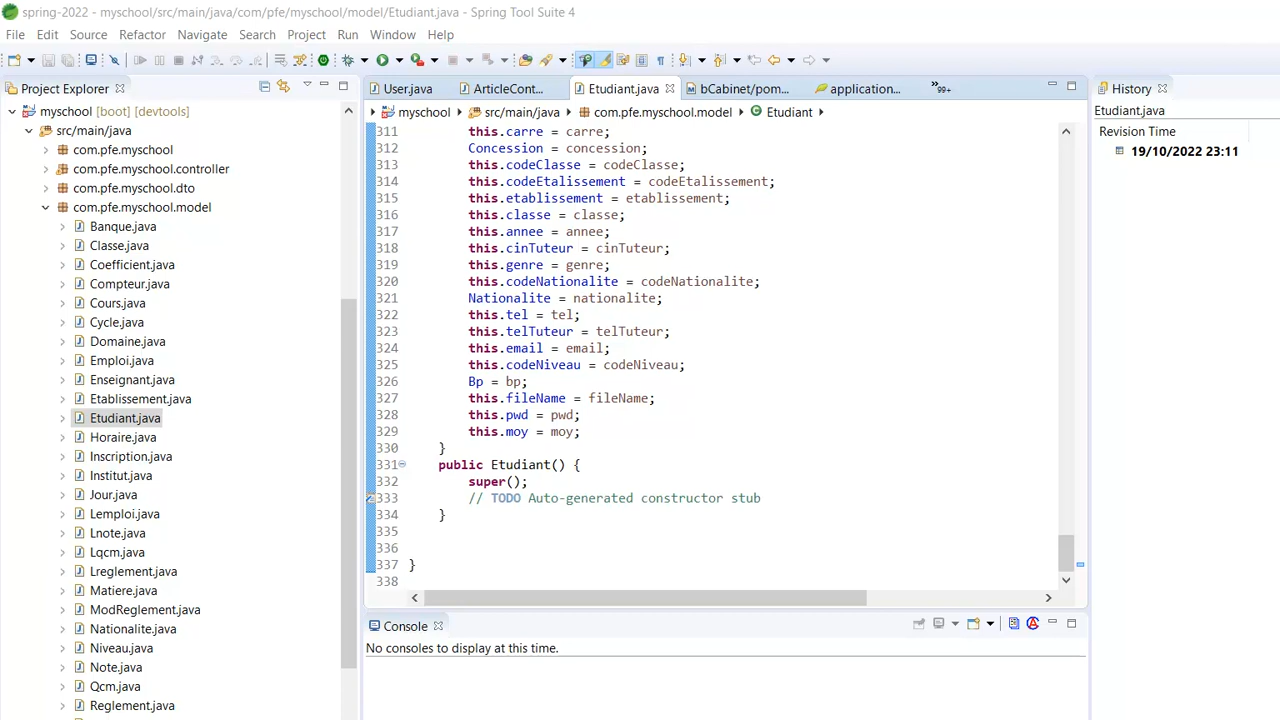 spring-2022 - myschool/src/main/java/com/pfe/myschool/model/Etudiant.java - Spring Tool Suite 4
File Edit Source Refactor Navigate Search Project Run Window Help
Project Explorer
myschool [boot] [devtools]
src/main/java
com.pfe.myschool
com.pfe.myschool.controller
com.pfe.myschool.dto
com.pfe.myschool.model
Banque.java
Classe.java
Coefficient.java
Compteur.java
Cours.java
Cycle.java
Domaine.java
Emploi.java
Enseignant.java
Etablissement.java
Etudiant.java
Horaire.java
Inscription.java
Institut.java
Jour.java
Lemploi.java
Lnote.java
Lqcm.java
Lreglement.java
Matiere.java
ModReglement.java
Nationalite.java
Niveau.java
Note.java
Qcm.java
Reglement.java
User.java ArticleCont... Etudiant.java bCabinet/pom... application... »99+
myschool src/main/java com.pfe.myschool.model Etudiant
311 this.carre = carre;
312 Concession = concession;
313 this.codeClasse = codeClasse;
314 this.codeEtalissement = codeEtalissement;
315 this.etablissement = etablissement;
316 this.classe = classe;
317 this.annee = annee;
318 this.cinTuteur = cinTuteur;
319 this.genre = genre;
320 this.codeNationalite = codeNationalite;
321 Nationalite = nationalite;
322 this.tel = tel;
323 this.telTuteur = telTuteur;
324 this.email = email;
325 this.codeNiveau = codeNiveau;
326 Bp = bp;
327 this.fileName = fileName;
328 this.pwd = pwd;
329 this.moy = moy;
330 }
331 public Etudiant() {
332 super();
333 // TODO Auto-generated constructor stub
334 }
335
336
337 }
338
Console
No consoles to display at this time.
History
Etudiant.java
Revision Time
19/10/2022 23:11